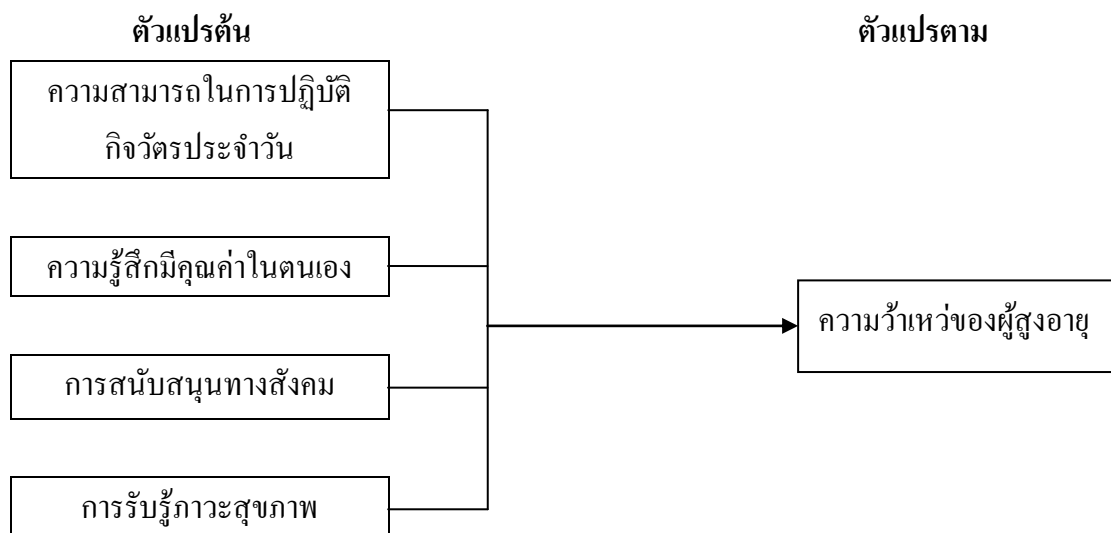 ตัวแปรต้น
ตัวแปรตาม
ความสามารถในการปฏิบัติ
กิจวัตรประจำวัน
ความรู้สึกมีคุณค่าในตนเอง
ความว้าเหว่ของผู้สูงอายุ
การสนับสนุนทางสังคม
การรับรู้ภาวะสุขภาพ